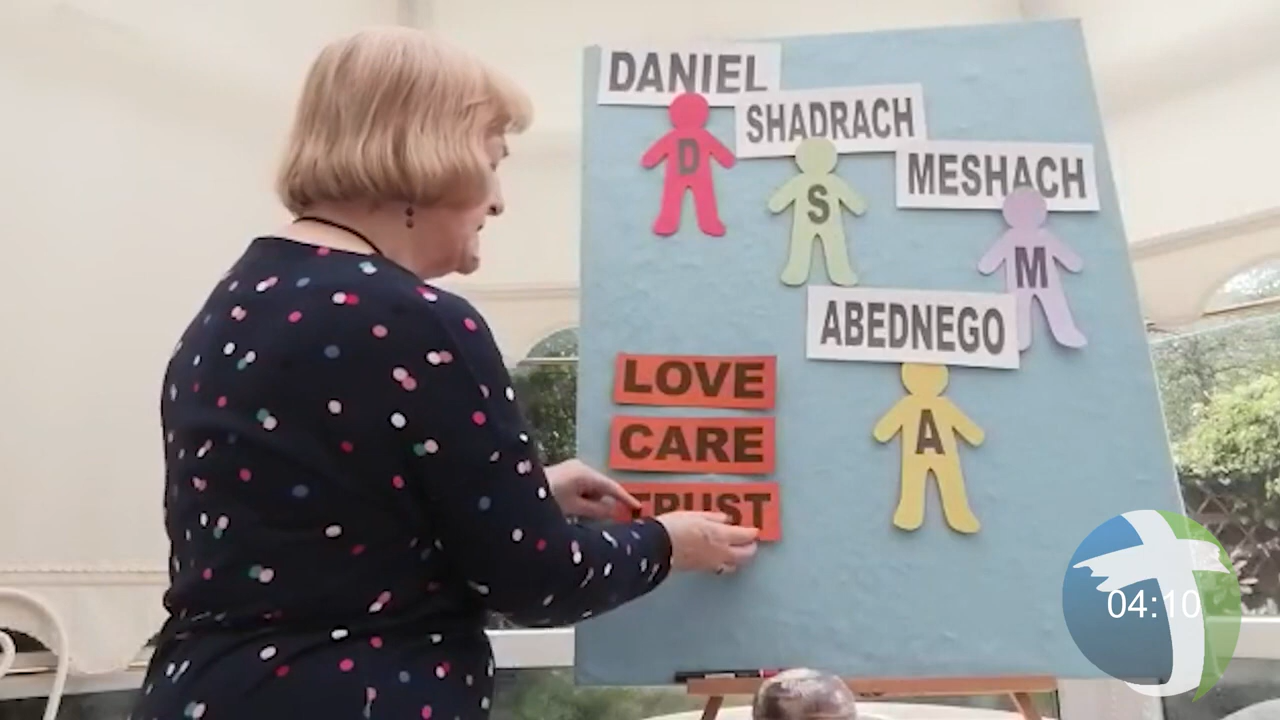 DANIEL
SHADRACH
MESHACH
D
S
M
ABEDNEGO
LOVE
CARE
TRUST
A
04:10